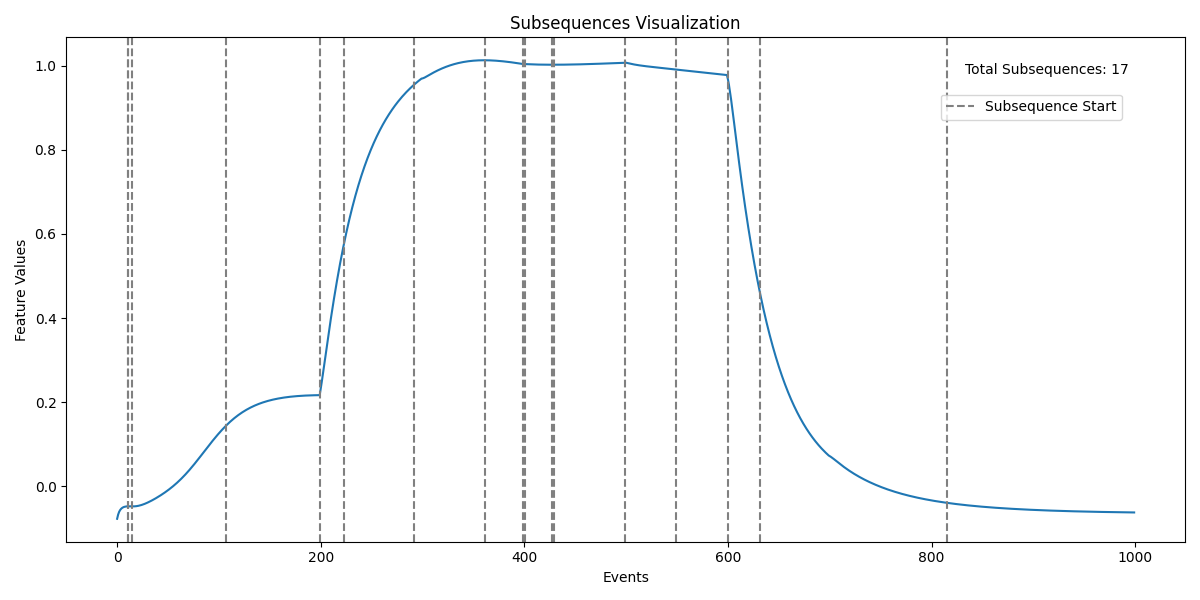 Subsequences Visualization
Total Subsequences: 17
Subsequence Start
Feature Values
1.0
0.8
0.6
0.4
0.2
0.0
0
200
400
600
800
1000
Events